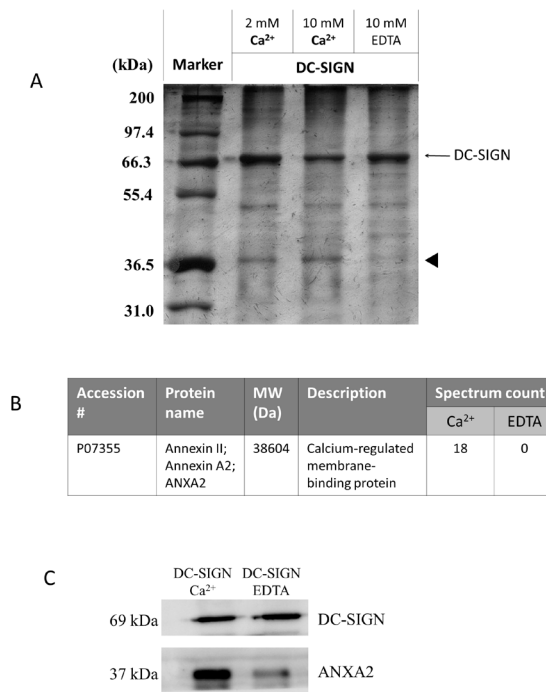 A
2 mM Ca²⁺
10 mM Ca²⁺
10 mM EDTA
(kDa)
Marker
DC-SIGN
200
97.4
66.3
DC-SIGN
55.4
36.5
31.0
B
Accession #
Protein name
MW (Da)
Description
Spectrum count
Ca²⁺
EDTA
P07355
Annexin II; Annexin A2; ANXA2
38604
Calcium-regulated membrane-binding protein
18
0
C
DC-SIGN Ca²⁺
DC-SIGN EDTA
69 kDa
DC-SIGN
37 kDa
ANXA2